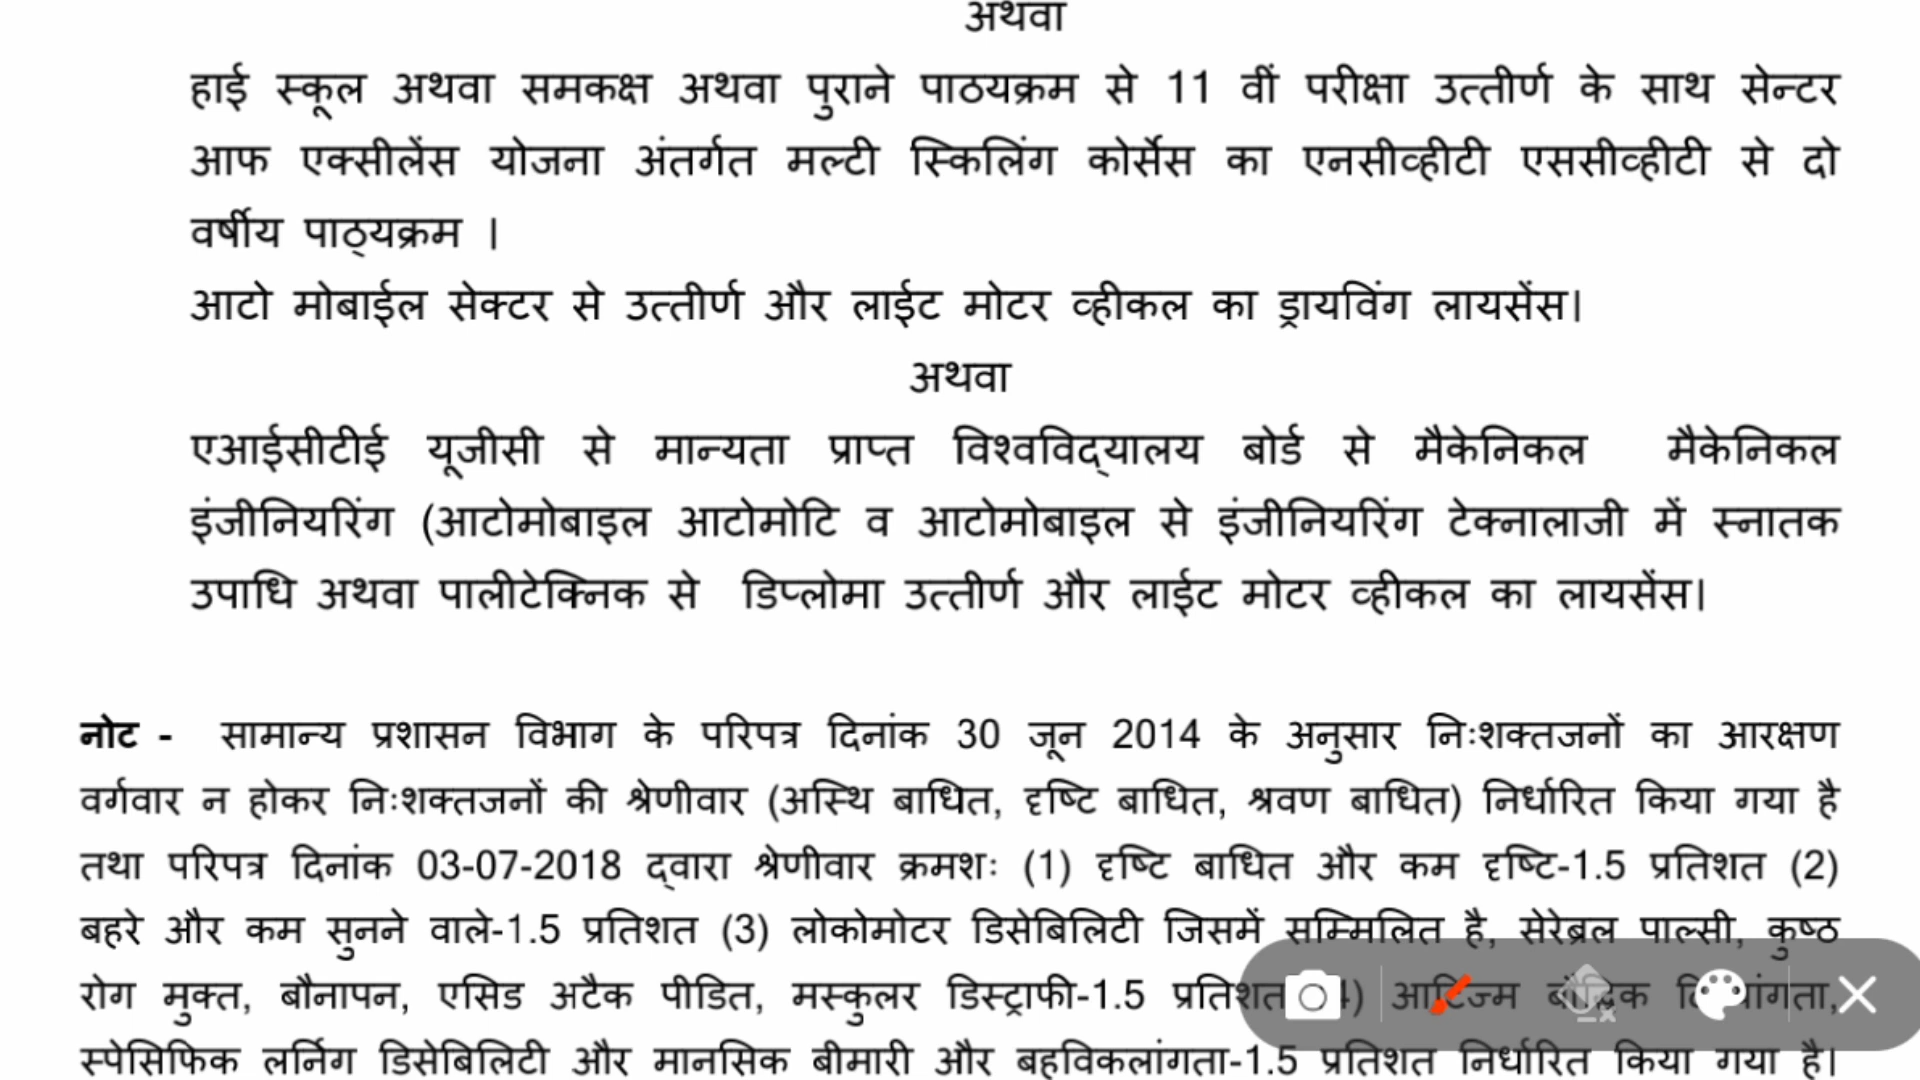 अथवा
हाई स्कूल अथवा समकक्ष अथवा पुराने पाठयक्रम से 11 वीं परीक्षा उत्तीर्ण के साथ सेन्टर
आफ एक्सीलेंस योजना अंतर्गत मल्टी स्किलिंग कोर्सेस का एनसीव्हीटी एससीव्हीटी से दो
वर्षीय पाठ्यक्रम ।
आटो मोबाईल सेक्टर से उत्तीर्ण और लाईट मोटर व्हीकल का ड्रायविंग लायसेंस।
अथवा
एआईसीटीई यूजीसी से मान्यता प्राप्त विश्वविद्यालय बोर्ड से मैकेनिकल मैकेनिकल
इंजीनियरिंग (आटोमोबाइल आटोमोटि व आटोमोबाइल से इंजीनियरिंग टेक्नालाजी में स्नातक
उपाधि अथवा पालीटेक्निक से डिप्लोमा उत्तीर्ण और लाईट मोटर व्हीकल का लायसेंस।
नोट - सामान्य प्रशासन विभाग के परिपत्र दिनांक 30 जून 2014 के अनुसार निःशक्तजनों का आरक्षण
वर्गवार न होकर निःशक्तजनों की श्रेणीवार (अस्थि बाधित, दृष्टि बाधित, श्रवण बाधित) निर्धारित किया गया है
तथा परिपत्र दिनांक 03-07-2018 द्वारा श्रेणीवार क्रमशः (1) दृष्टि बाधित और कम दृष्टि-1.5 प्रतिशत (2)
बहरे और कम सुनने वाले-1.5 प्रतिशत (3) लोकोमोटर डिसेबिलिटी जिसमें सम्मिलित है, सेरेब्रल पाल्सी, कुष्ठ
रोग मुक्त, बौनापन, एसिड अटैक पीडित, मस्कुलर डिस्ट्राफी-1.5 प्रतिशत 4) आटिज्म
स्पेसिफिक लर्निग डिसेबिलिटी और मानसिक बीमारी और बहविकलांगता-1.5 प्रतिशत निर्धारित किया गया है।